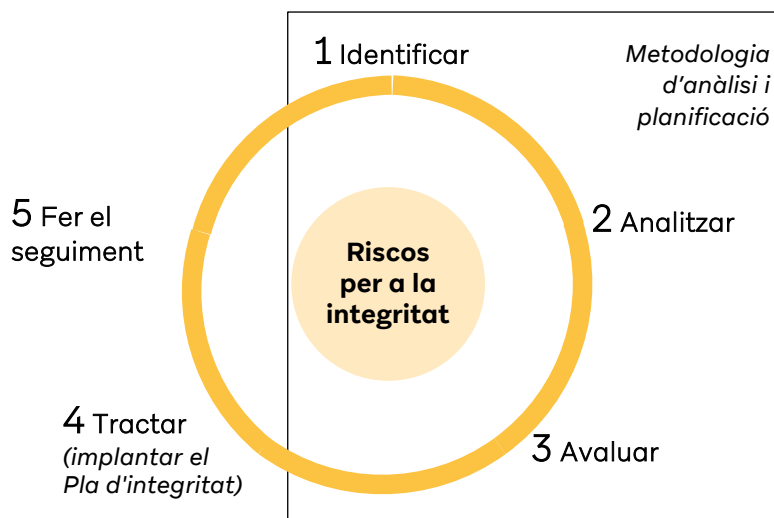 1 Identificar
Metodologia
d'anàlisi i
planificació
2 Analitzar
5 Fer el
seguiment
Riscos
per a la
integritat
4 Tractar
(implantar el
Pla d'integritat)
3 Avaluar